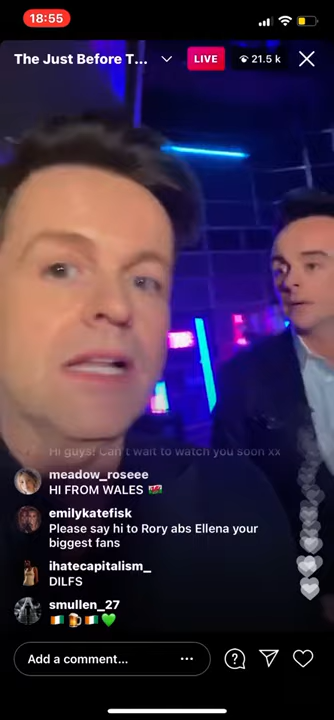 18:55
The Just Before T...
LIVE
21.5 k
Hi guys! Can't wait to watch you soon xx
meadow_roseee
HI FROM WALES 🏴󠁧󠁢󠁷󠁬󠁳󠁿
emilykatefisk
Please say hi to Rory abs Ellena your
biggest fans
ihatecapitalism_
DILFS
smullen_27
🇮🇪🍺🇮🇪💚
Add a comment...